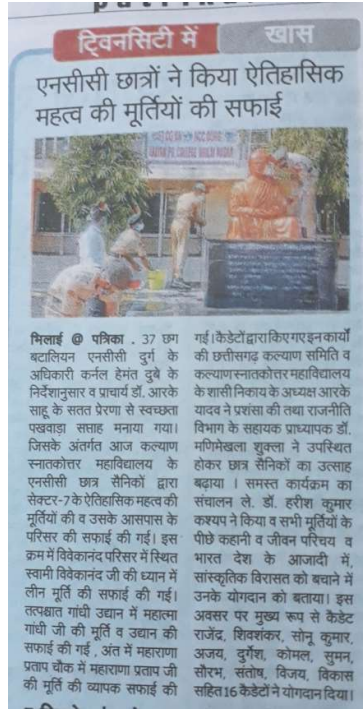 ट्विनसिटी में खास
एनसीसी छात्रों ने किया ऐतिहासिक
महत्व की मूर्तियों की सफाई
KALYAN P.G. COLLEGE BHILAI NAGAR
भिलाई @ पत्रिका . 37 छग
बटालियन एनसीसी दुर्ग के
अधिकारी कर्नल हेमंत दुबे के
निर्देशानुसार व प्राचार्य डॉ. आरके
साहू के सतत प्रेरणा से स्वच्छता
पखवाड़ा सप्ताह मनाया गया।
जिसके अंतर्गत आज कल्याण
स्नातकोत्तर महाविद्यालय के
एनसीसी छात्र सैनिकों द्वारा
सेक्टर-7 के ऐतिहासिक महत्व की
मूर्तियों की व उसके आसपास के
परिसर की सफाई की गई। इस
क्रम में विवेकानंद परिसर में स्थित
स्वामी विवेकानंद जी की ध्यान में
लीन मूर्ति की सफाई की गई।
तत्पश्चात गांधी उद्यान में महात्मा
गांधी जी की मूर्ति व उद्यान की
सफाई की गई , अंत में महाराणा
प्रताप चौक में महाराणा प्रताप जी
की मूर्ति की व्यापक सफाई की
गई। कैडेटों द्वारा किए गए इन कार्यों
की छत्तीसगढ़ कल्याण समिति व
कल्याण स्नातकोत्तर महाविद्यालय
के शासी निकाय के अध्यक्ष आरके
यादव ने प्रशंसा की तथा राजनीति
विभाग के सहायक प्राध्यापक डॉ.
मणिमेखला शुक्ला ने उपस्थित
होकर छात्र सैनिकों का उत्साह
बढ़ाया । समस्त कार्यक्रम का
संचालन ले. डॉ. हरीश कुमार
कश्यप ने किया व सभी मूर्तियों के
पीछे कहानी व जीवन परिचय व
भारत देश के आजादी में,
सांस्कृतिक विरासत को बचाने में
उनके योगदान को बताया। इस
अवसर पर मुख्य रूप से कैडेट
राजेंद्र, शिवशंकर, सोनू कुमार,
अजय, दुर्गेश, कोमल, सुमन,
सौरभ, संतोष, विजय, विकास
सहित 16 कैडेटों ने योगदान दिया।